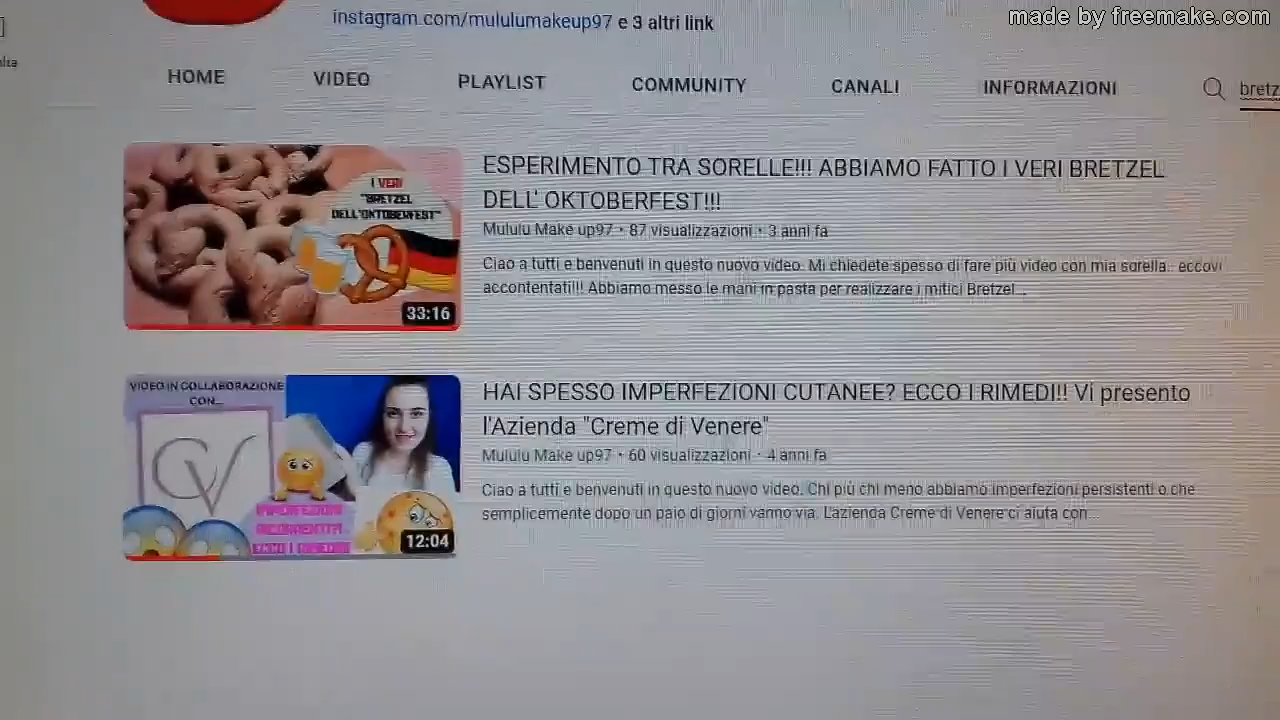 made by freemake.com
instagram.com/mululumakeup97 e 3 altri link
HOME VIDEO PLAYLIST COMMUNITY CANALI INFORMAZIONI bretz
ESPERIMENTO TRA SORELLE!!! ABBIAMO FATTO I VERI BRETZEL
DELL' OKTOBERFEST!!!
Mululu Make up97 • 87 visualizzazioni • 3 anni fa
Ciao a tutti e benvenuti in questo nuovo video. Mi chiedete spesso di fare più video con mia sorella.. eccovi
accontentati!!! Abbiamo messo le mani in pasta per realizzare i mitici Bretzel ...
I VERI
"BRETZEL
DELL'OKTOBERFEST"
33:16
HAI SPESSO IMPERFEZIONI CUTANEE? ECCO I RIMEDI!! Vi presento
l'Azienda "Creme di Venere"
Mululu Make up97 • 60 visualizzazioni • 4 anni fa
Ciao a tutti e benvenuti in questo nuovo video. Chi più chi meno abbiamo imperfezioni persistenti o che
semplicemente dopo un paio di giorni vanno via. L'azienda Creme di Venere ci aiuta con...
VIDEO IN COLLABORAZIONE
CON...
CV
IMPERFEZIONI
12:04